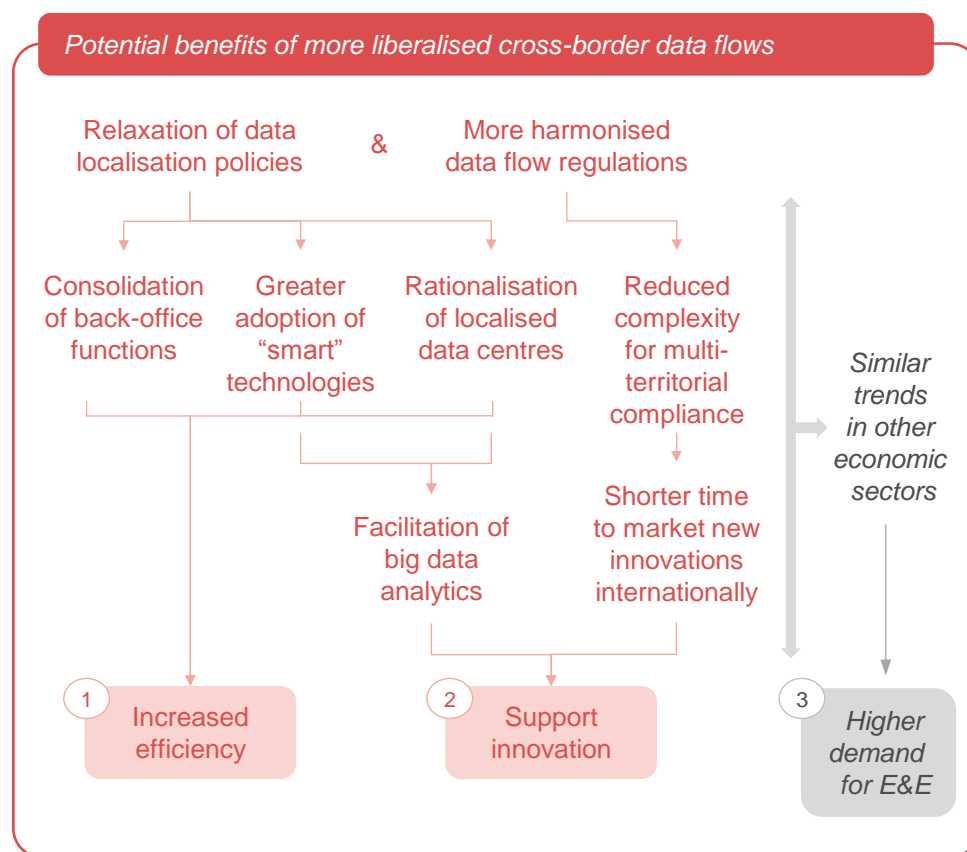 Potential benefits of more liberalised cross-border data flows
Relaxation of data
localisation policies
&
More harmonised
data flow regulations
Consolidation
of back-office
functions
Greater
adoption of
“smart”
technologies
Rationalisation
of localised
data centres
Reduced
complexity
for multi-
territorial
compliance
Similar
trends
in other
economic
sectors
Facilitation of
big data
analytics
Shorter time
to market new
innovations
internationally
1
Increased
efficiency
2
Support
innovation
3
Higher
demand
for E&E